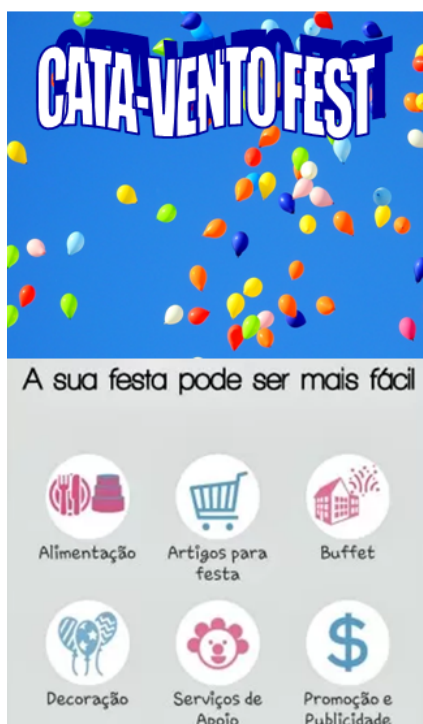 CATA-VENTO FEST
A sua festa pode ser mais fácil
Alimentação
Artigos para
festa
Buffet
Decoração
Serviços de
Apoio
Promoção e
Publicidade